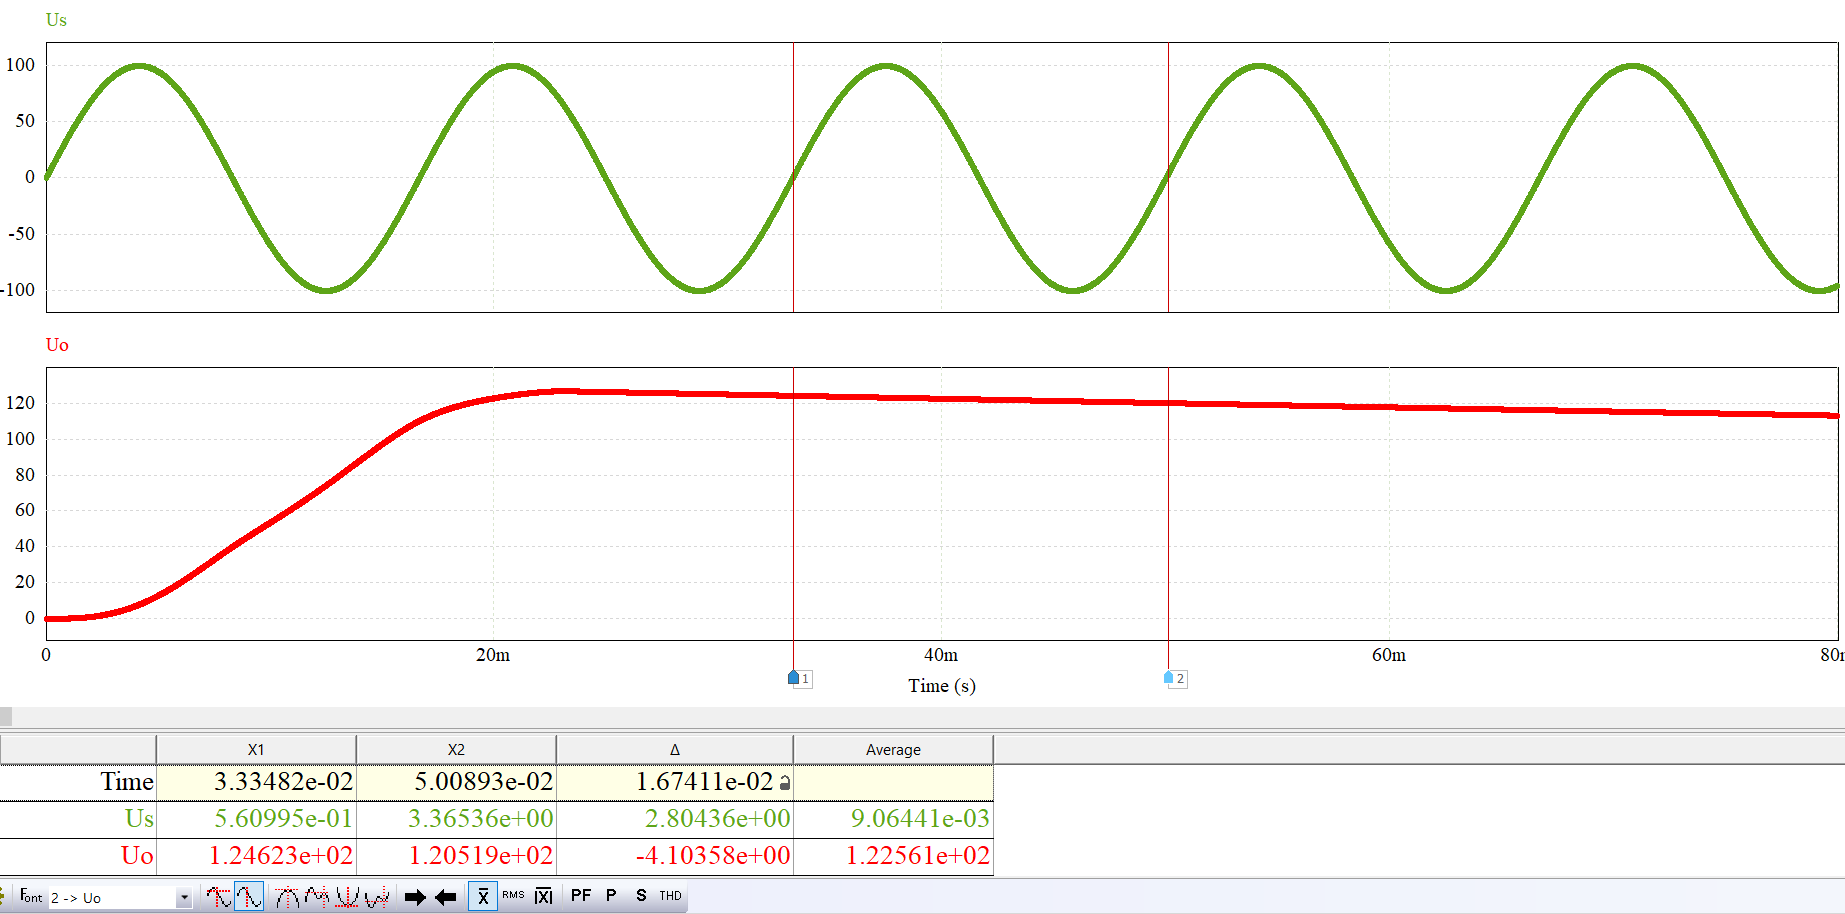 Us
100
50
0
-50
-100
Uo
120
100
80
60
40
20
0
0 20m 40m 60m 80m
1 2
Time (s)
X1 X2 Δ Average
Time 3.33482e-02 5.00893e-02 1.67411e-02
Us 5.60995e-01 3.36536e+00 2.80436e+00 9.06441e-03
Uo 1.24623e+02 1.20519e+02 -4.10358e+00 1.22561e+02
Font 2 -> Uo X RMS |X| PF P S THD